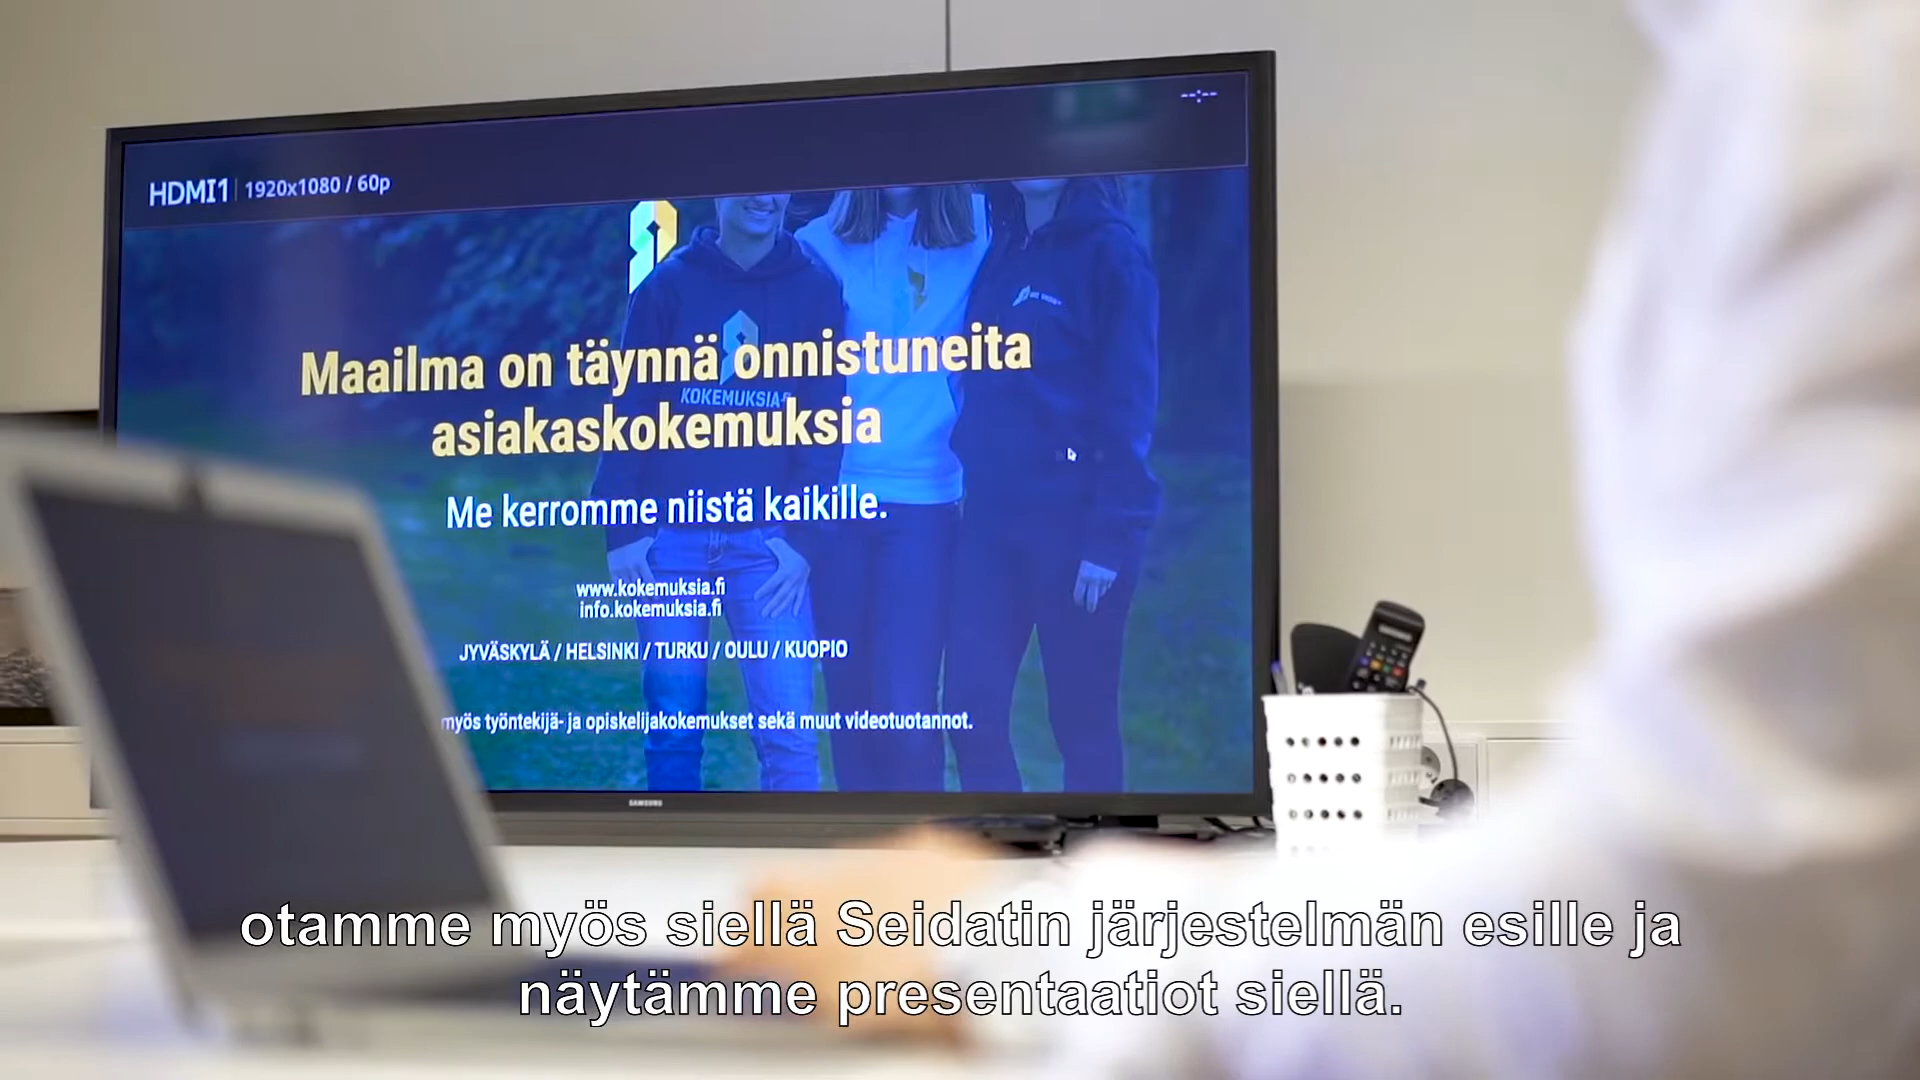 HDMI1 1920x1080 / 60p
Maailma on täynnä onnistuneita
asiakaskokemuksia
KOKEMUKSIA
Me kerromme niistä kaikille.
www.kokemuksia.fi
info.kokemuksia.fi
JYVÄSKYLÄ / HELSINKI / TURKU / OULU / KUOPIO
myös työntekijä- ja opiskelijakokemukset sekä muut videotuotannot.
SAMSUNG
otamme myös siellä Seidatin järjestelmän esille ja
näytämme presentaatiot siellä.